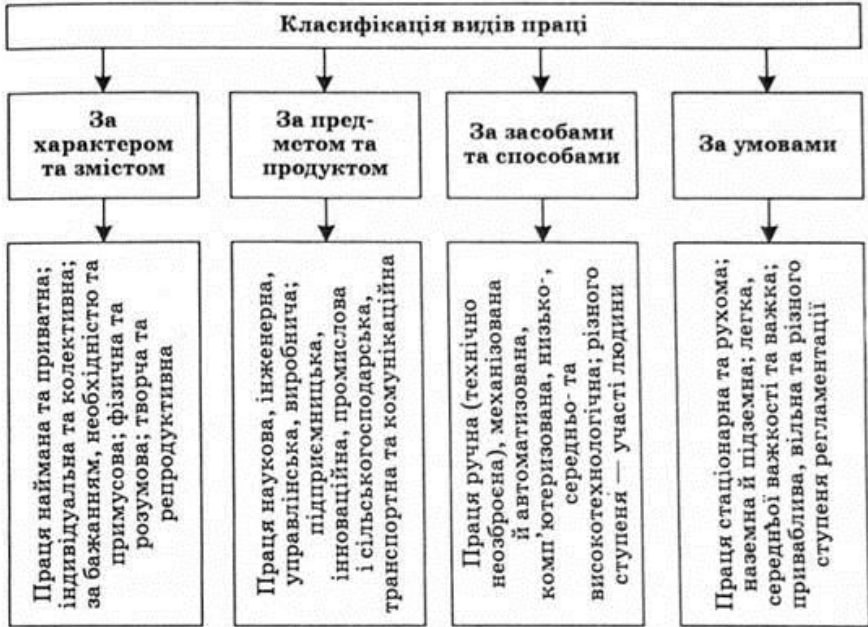 Класифікація видів праці
За
характером
та змістом
За пред-
метом та
продуктом
За засобами
та способами
За умовами
Праця наймана та приватна;
індивідуальна та колективна;
за бажанням, необхідністю та
примусова; фізична та
розумова; творча та
репродуктивна
Праця наукова, інженерна,
управлінська, виробнича;
підприємницька,
інноваційна, промислова
і сільськогосподарська,
транспортна та комунікаційна
Праця ручна (технічно
неозброєна), механізована
й автоматизована,
комп'ютеризована, низько-,
середньо- та
високотехнологічна; різного
ступеня — участі людини
Праця стаціонарна та рухома;
наземна й підземна; легка,
середньої важкості та важка;
приваблива, вільна та різного
ступеня регламентації